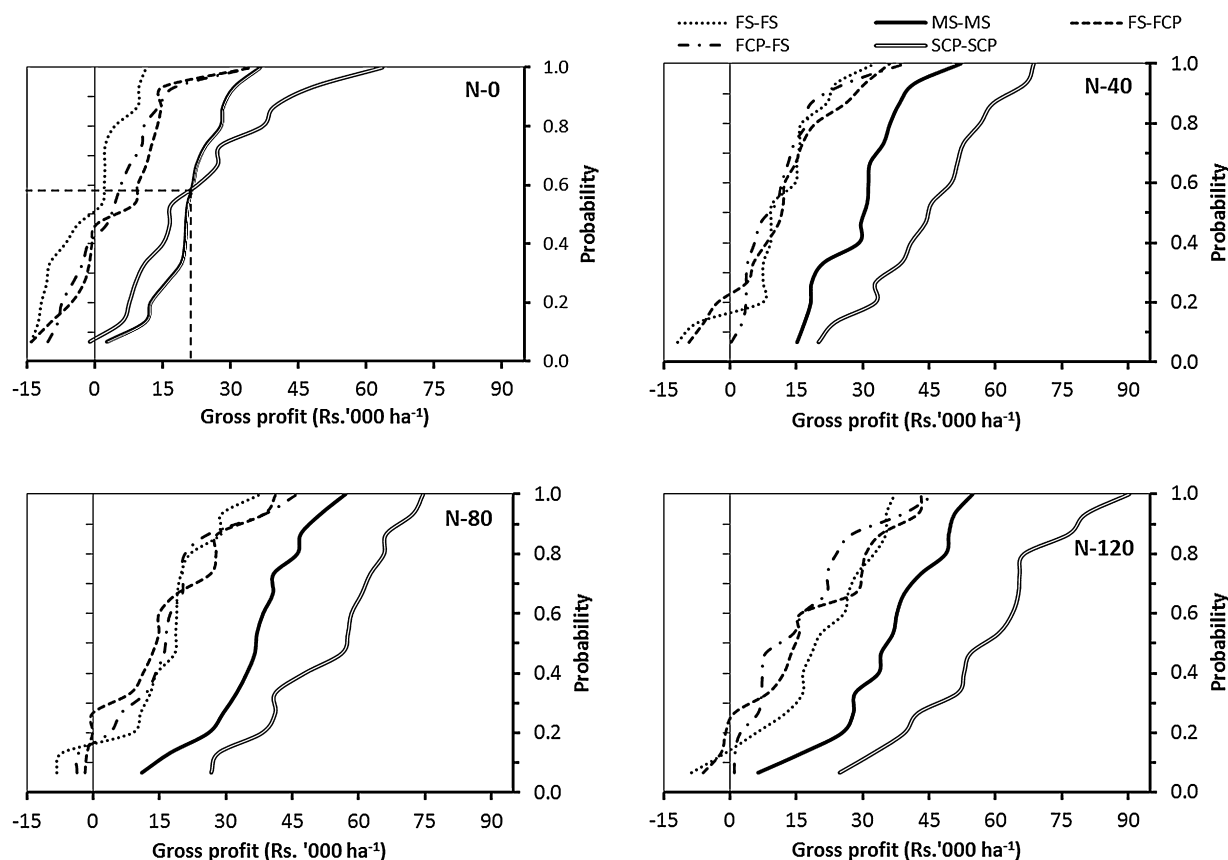 FS-FS MS-MS FS-FCP
FCP-FS SCP-SCP
N-0
1.0
0.8
0.6
0.4
0.2
0.0
Probability
-15 0 15 30 45 60 75 90
Gross profit (Rs.'000 ha⁻¹)
N-40
1.0
0.8
0.6
0.4
0.2
0.0
Probability
-15 0 15 30 45 60 75 90
Gross profit (Rs.'000 ha⁻¹)
N-80
1.0
0.8
0.6
0.4
0.2
0.0
Probability
-15 0 15 30 45 60 75 90
Gross profit (Rs. '000 ha⁻¹)
N-120
1.0
0.8
0.6
0.4
0.2
0.0
Probability
-15 0 15 30 45 60 75 90
Gross profit (Rs. '000 ha⁻¹)